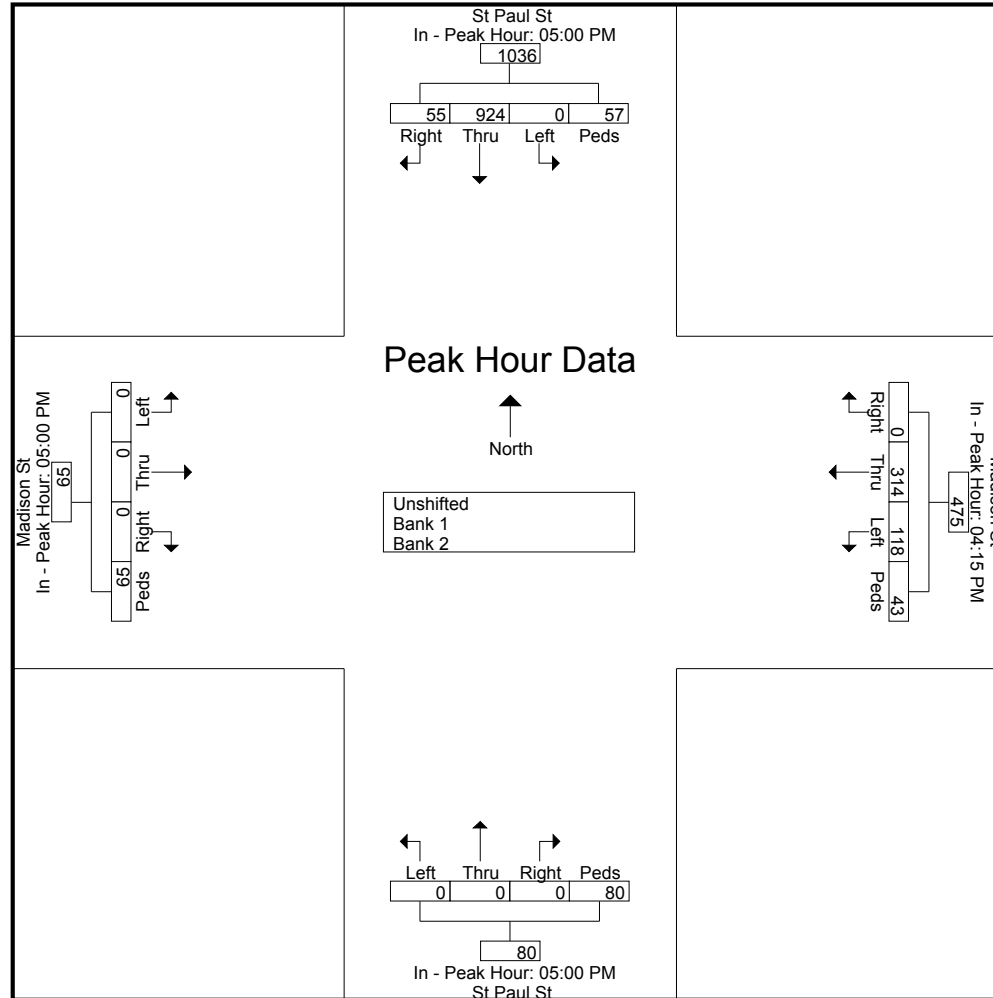 St Paul St
In - Peak Hour: 05:00 PM
1036
55 924 0 57
Right Thru Left Peds
Peak Hour Data
North
Unshifted
Bank 1
Bank 2
Madison St
In - Peak Hour: 05:00 PM
65
0 0 0 65
Left Thru Right Peds
In - Peak Hour: 04:15 PM
475
0 314 118 43
Right Thru Left Peds
Left Thru Right Peds
0 0 0 80
80
In - Peak Hour: 05:00 PM
St Paul St